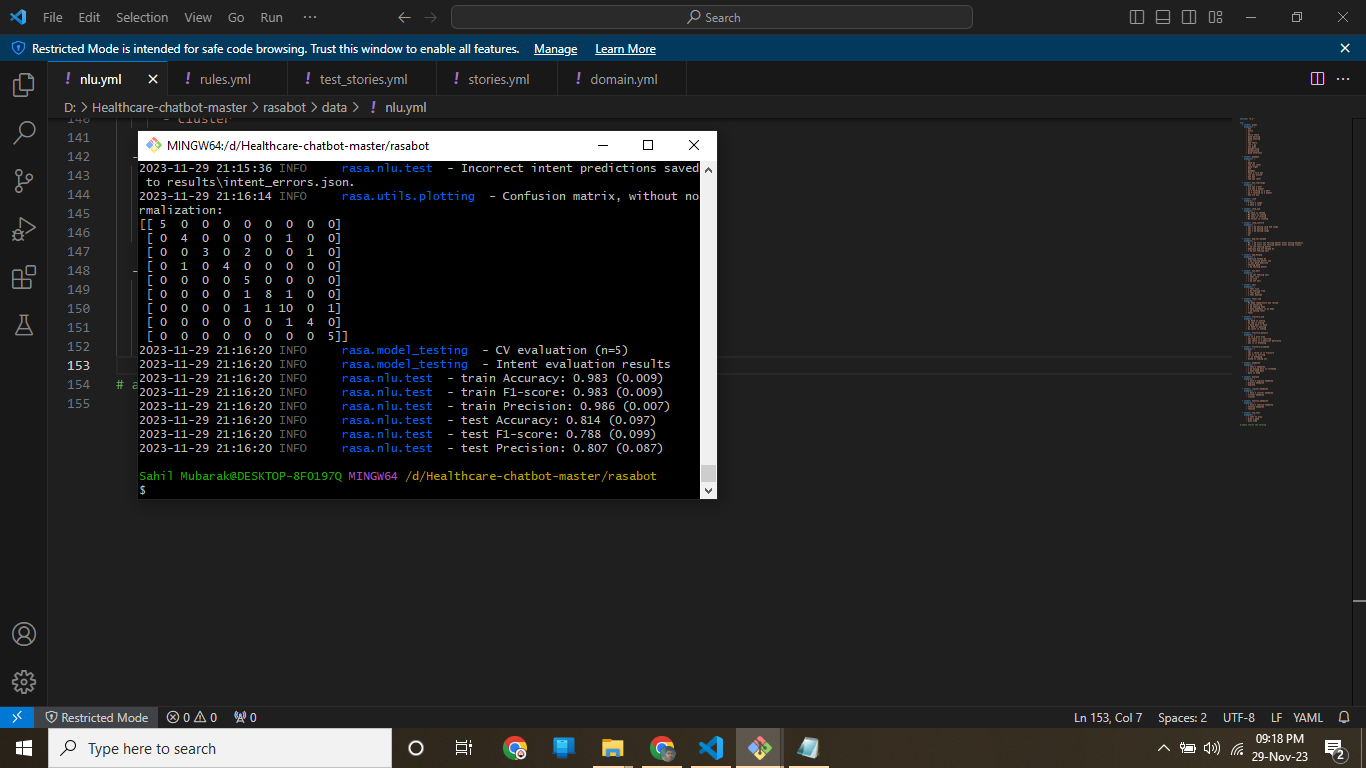 File Edit Selection View Go Run ··· Search
Restricted Mode is intended for safe code browsing. Trust this window to enable all features. Manage Learn More
! nlu.yml ! rules.yml ! test_stories.yml ! stories.yml ! domain.yml
D: > Healthcare-chatbot-master > rasabot > data > ! nlu.yml
140 - cluster
141
142
143
144
145
146
147
148
149
150
151
152
153
154 # a
155
MINGW64:/d/Healthcare-chatbot-master/rasabot
2023-11-29 21:15:36 INFO rasa.nlu.test - Incorrect intent predictions saved
to results\intent_errors.json.
2023-11-29 21:16:14 INFO rasa.utils.plotting - Confusion matrix, without no
rmalization:
[[ 5 0 0 0 0 0 0 0 0]
[ 0 4 0 0 0 0 1 0 0]
[ 0 0 3 0 2 0 0 1 0]
[ 0 1 0 4 0 0 0 0 0]
[ 0 0 0 0 5 0 0 0 0]
[ 0 0 0 0 1 8 1 0 0]
[ 0 0 0 0 1 1 10 0 1]
[ 0 0 0 0 0 0 1 4 0]
[ 0 0 0 0 0 0 0 0 5]]
2023-11-29 21:16:20 INFO rasa.model_testing - CV evaluation (n=5)
2023-11-29 21:16:20 INFO rasa.model_testing - Intent evaluation results
2023-11-29 21:16:20 INFO rasa.nlu.test - train Accuracy: 0.983 (0.009)
2023-11-29 21:16:20 INFO rasa.nlu.test - train F1-score: 0.983 (0.009)
2023-11-29 21:16:20 INFO rasa.nlu.test - train Precision: 0.986 (0.007)
2023-11-29 21:16:20 INFO rasa.nlu.test - test Accuracy: 0.814 (0.097)
2023-11-29 21:16:20 INFO rasa.nlu.test - test F1-score: 0.788 (0.099)
2023-11-29 21:16:20 INFO rasa.nlu.test - test Precision: 0.807 (0.087)
Sahil Mubarak@DESKTOP-8F0197Q MINGW64 /d/Healthcare-chatbot-master/rasabot
$
Restricted Mode 0 0 0 Ln 153, Col 7 Spaces: 2 UTF-8 LF YAML
Type here to search
09:18 PM
29-Nov-23
2